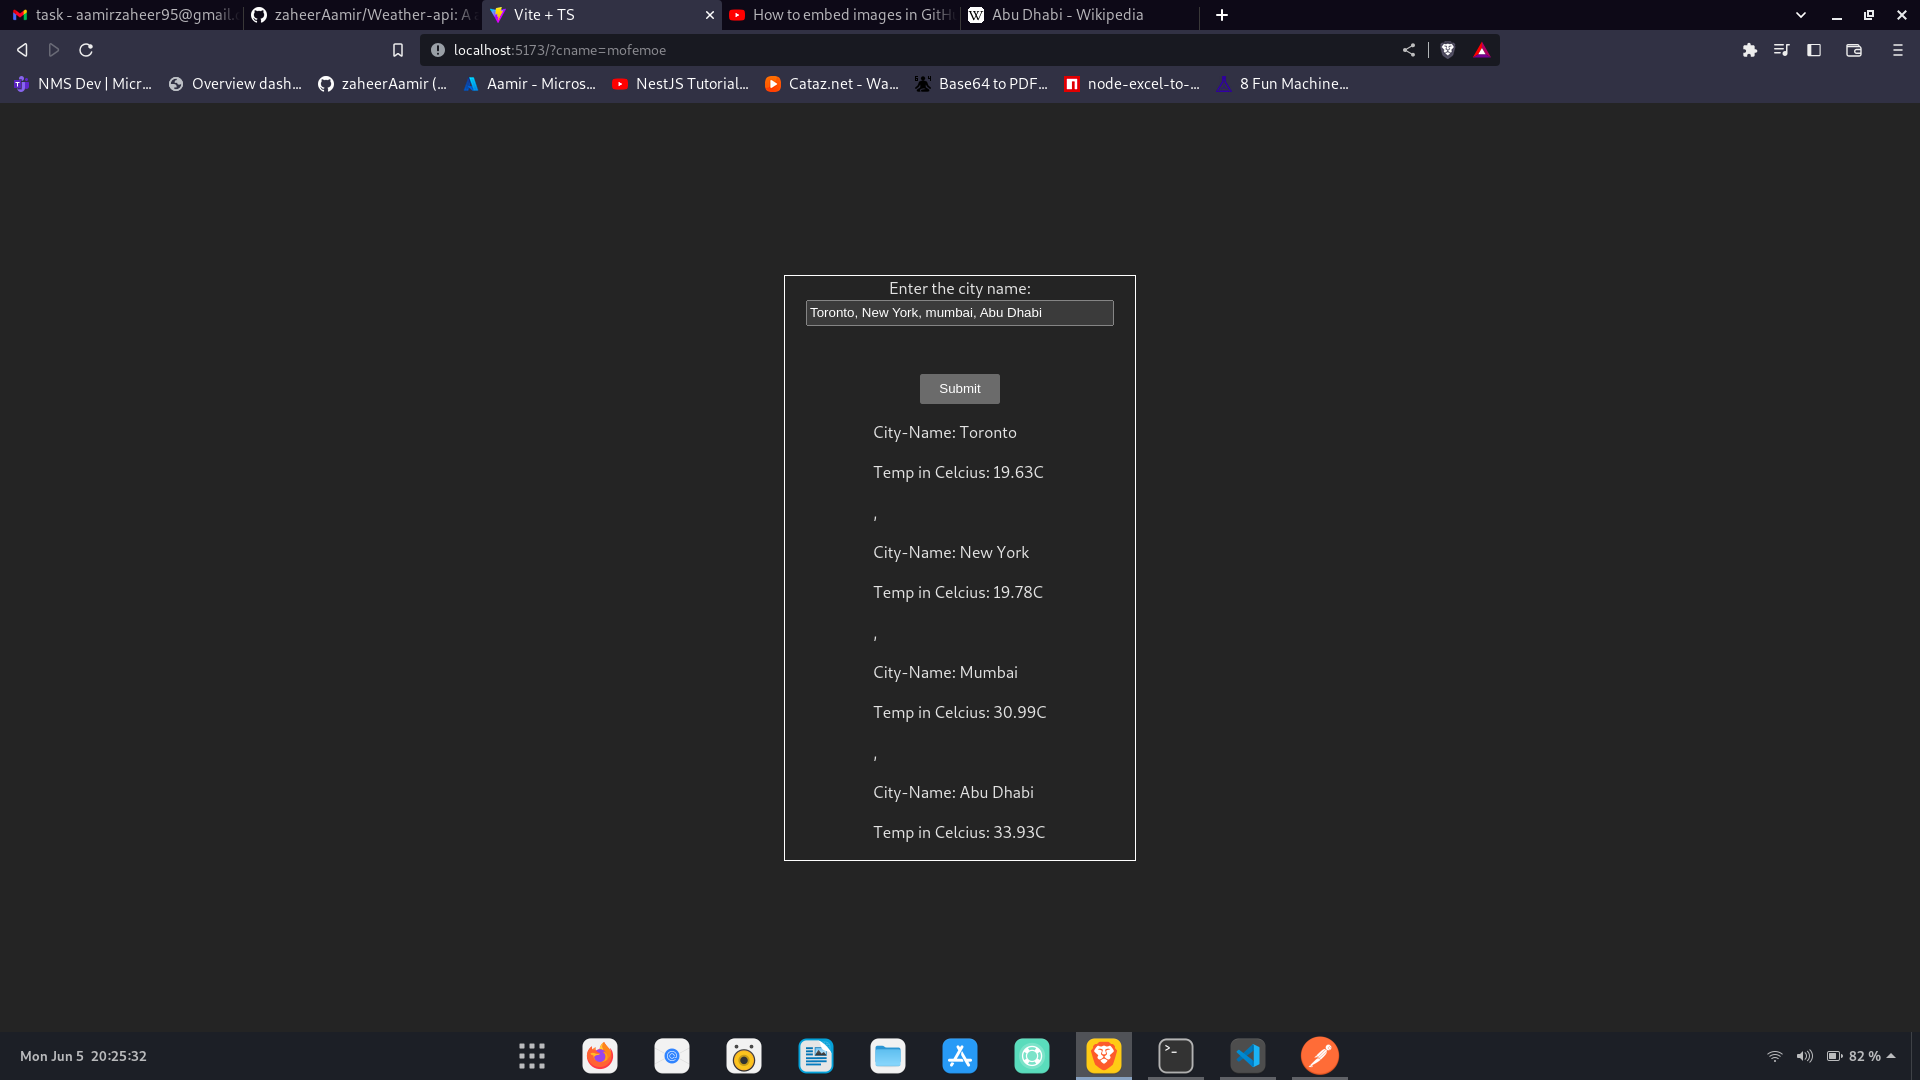 task - aamirzaheer95@gmail.c
zaheerAamir/Weather-api: A
Vite + TS
How to embed images in GitH
Abu Dhabi - Wikipedia
localhost:5173/?cname=mofemoe
NMS Dev | Micr...
Overview dash...
zaheerAamir (...
Aamir - Micros...
NestJS Tutorial...
Cataz.net - Wa...
Base64 to PDF...
node-excel-to-...
8 Fun Machine...
Enter the city name:
Toronto, New York, mumbai, Abu Dhabi
Submit
City-Name: Toronto
Temp in Celcius: 19.63C
,
City-Name: New York
Temp in Celcius: 19.78C
,
City-Name: Mumbai
Temp in Celcius: 30.99C
,
City-Name: Abu Dhabi
Temp in Celcius: 33.93C
Mon Jun 5 20:25:32
82 %